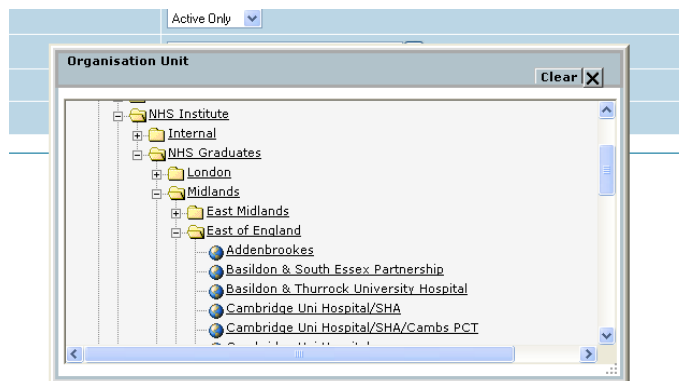 Active Only
Organisation Unit
Clear X
NHS Institute
Internal
NHS Graduates
London
Midlands
East Midlands
East of England
Addenbrookes
Basildon & South Essex Partnership
Basildon & Thurrock University Hospital
Cambridge Uni Hospital/SHA
Cambridge Uni Hospital/SHA/Cambs PCT